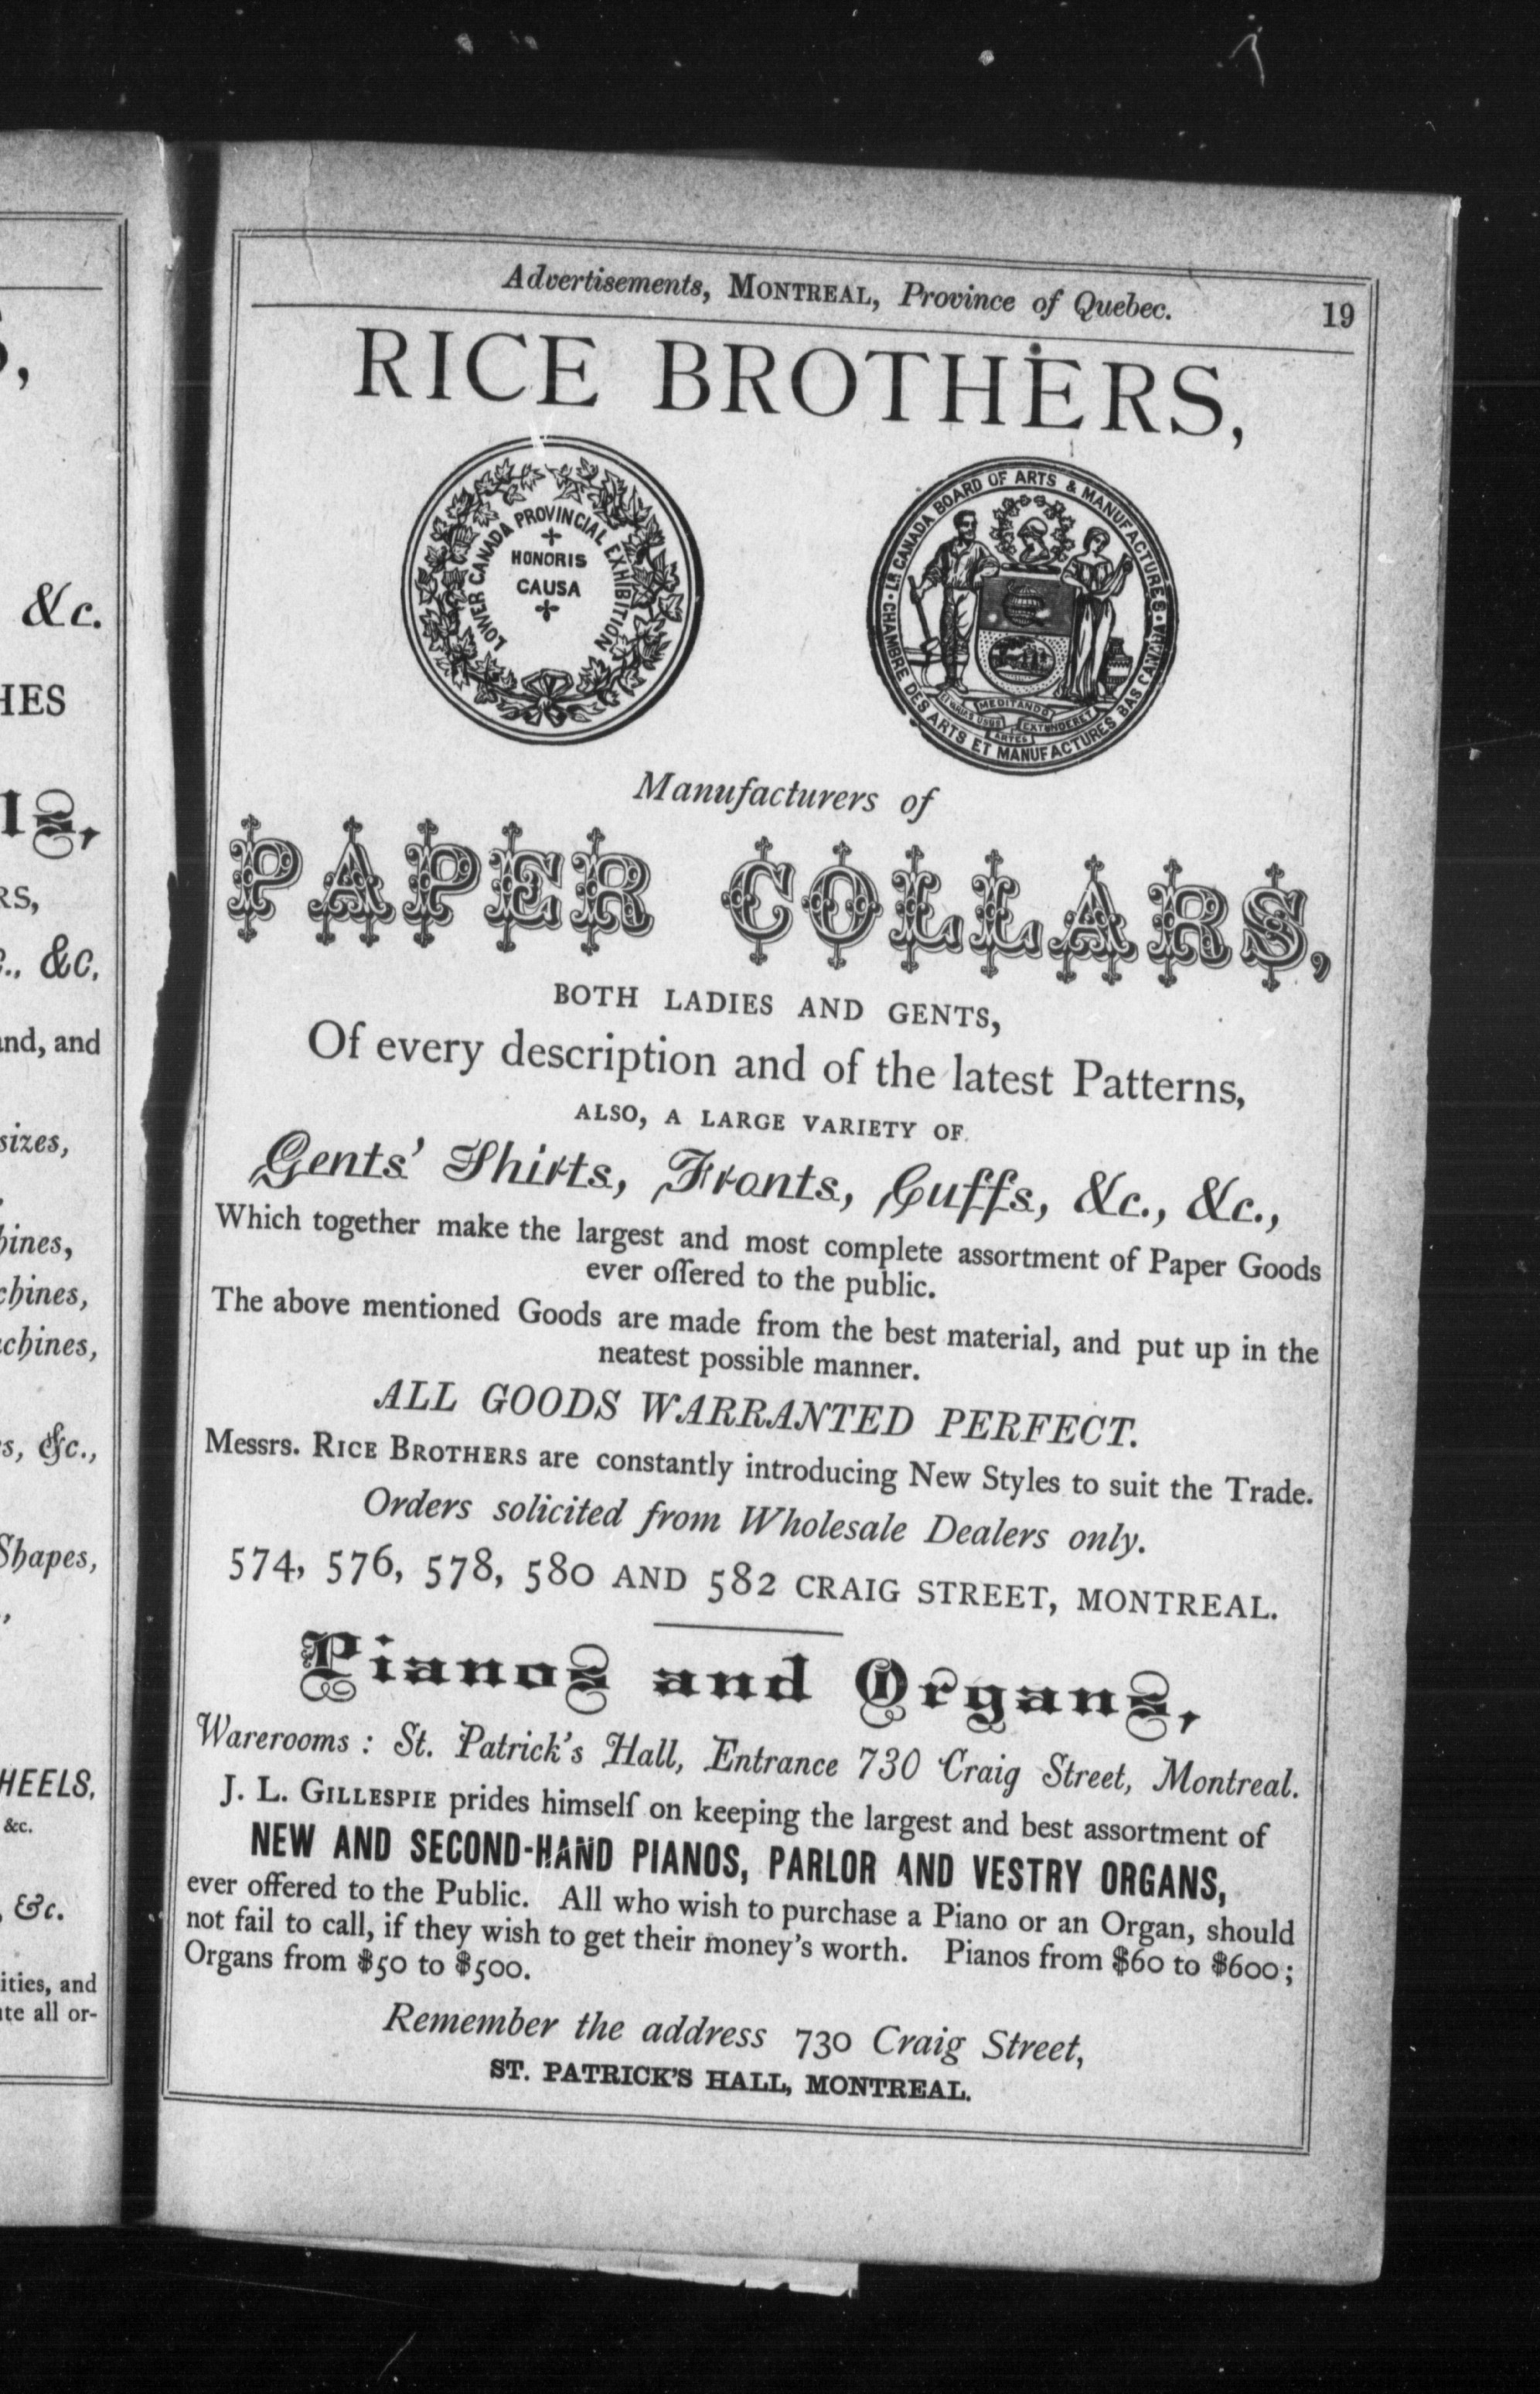 S,
&c.
HES
RS,
&C,
and, and
sizes,
chines,
chines,
s, &c.,
Shapes,
HEELS,
&c.
, &c.
ities, and
ute all or-
Advertisements, MONTREAL, Province of Quebec.
19
RICE BROTHERS,
LOWER CANADA PROVINCIAL EXHIBITION
HONORIS
CAUSA
LR CANADA BOARD OF ARTS & MANUFACTURES
CHAMBRE DES ARTS ET MANUFACTURES BAS CANADA
MEDITANDO
EXTENDERET
ARTES
Manufacturers of
PAPER COLLARS,
BOTH LADIES AND GENTS,
Of every description and of the latest Patterns,
ALSO, A LARGE VARIETY OF
Gents' Shirts, Fronts, Cuffs, &c., &c.,
Which together make the largest and most complete assortment of Paper Goods
ever offered to the public.
The above mentioned Goods are made from the best material, and put up in the
neatest possible manner.
ALL GOODS WARRANTED PERFECT.
Messrs. RICE BROTHERS are constantly introducing New Styles to suit the Trade.
Orders solicited from Wholesale Dealers only.
574, 576, 578, 580 AND 582 CRAIG STREET, MONTREAL.
Pianos and Organs,
Warerooms : St. Patrick's Hall, Entrance 730 Craig Street, Montreal.
J. L. GILLESPIE prides himself on keeping the largest and best assortment of
NEW AND SECOND-HAND PIANOS, PARLOR AND VESTRY ORGANS,
ever offered to the Public. All who wish to purchase a Piano or an Organ, should
not fail to call, if they wish to get their money's worth. Pianos from $60 to $600 ;
Organs from $50 to $500.
Remember the address 730 Craig Street,
ST. PATRICK'S HALL, MONTREAL.